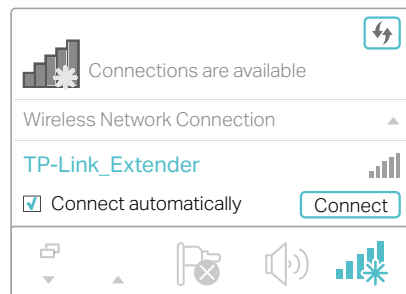 Connections are available
Wireless Network Connection
TP-Link_Extender
Connect automatically
Connect